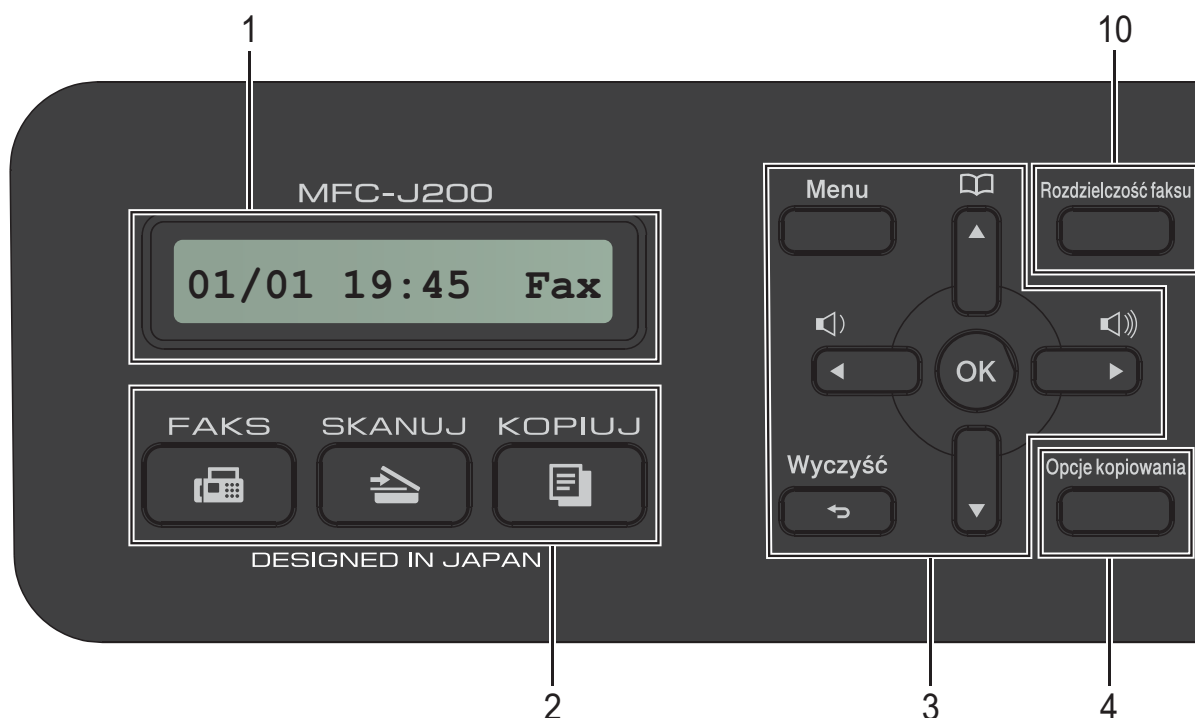 1
10
MFC-J200
01/01 19:45 Fax
Menu
Rozdzielczość faksu
OK
FAKS SKANUJ KOPIUJ
Wyczyść
Opcje kopiowania
DESIGNED IN JAPAN
2
3
4